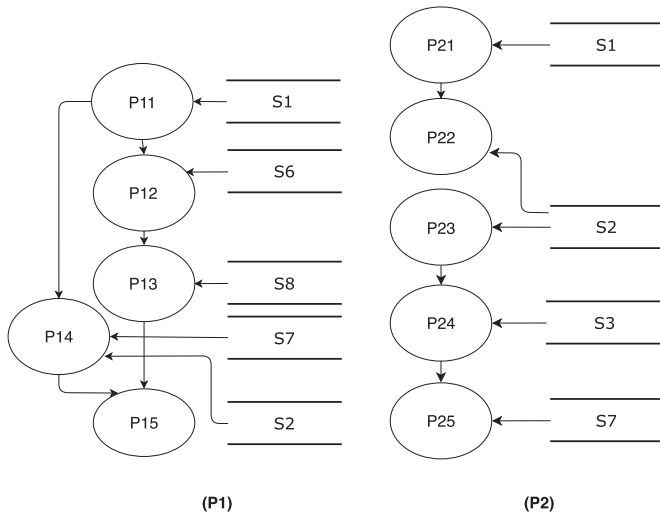 P11
S1
P12
S6
P13
S8
P14
S7
P15
S2
(P1)
P21
S1
P22
P23
S2
P24
S3
P25
S7
(P2)